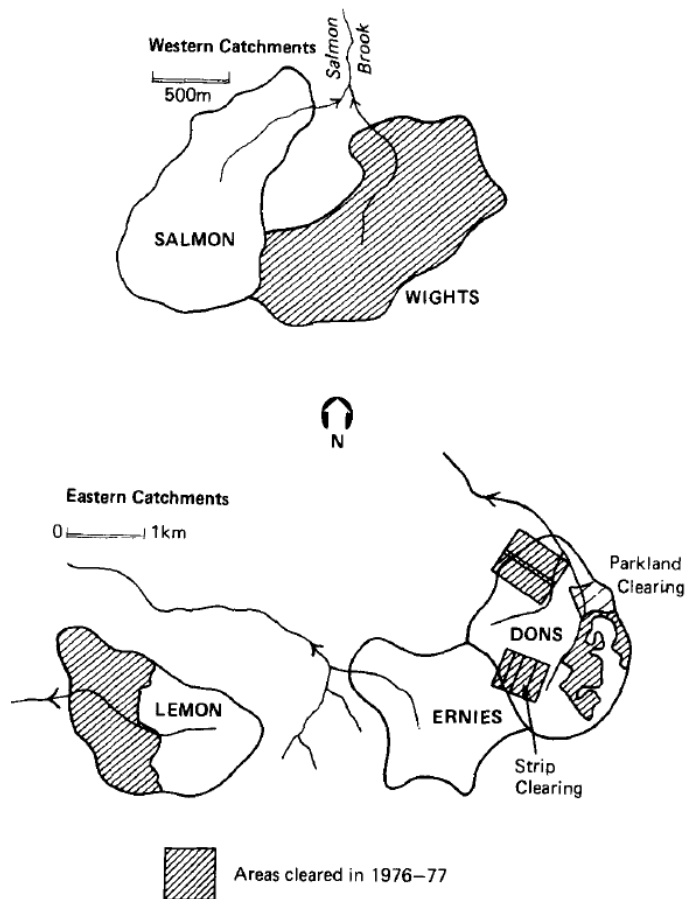 Western Catchments
Salmon
Brook
500m
SALMON
WIGHTS
N
Eastern Catchments
0 1km
Parkland
Clearing
DONS
LEMON
ERNIES
Strip
Clearing
Areas cleared in 1976–77